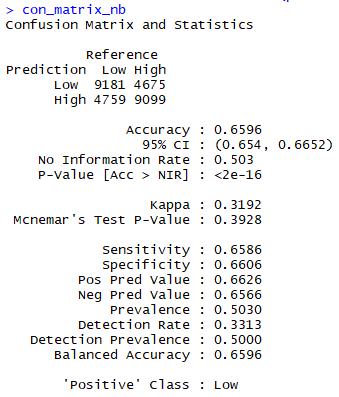 > con_matrix_nb
Confusion Matrix and Statistics
Reference
Prediction Low High
Low 9181 4675
High 4759 9099
Accuracy : 0.6596
95% CI : (0.654, 0.6652)
No Information Rate : 0.503
P-Value [Acc > NIR] : <2e-16
Kappa : 0.3192
Mcnemar's Test P-Value : 0.3928
Sensitivity : 0.6586
Specificity : 0.6606
Pos Pred Value : 0.6626
Neg Pred Value : 0.6566
Prevalence : 0.5030
Detection Rate : 0.3313
Detection Prevalence : 0.5000
Balanced Accuracy : 0.6596
'Positive' Class : Low